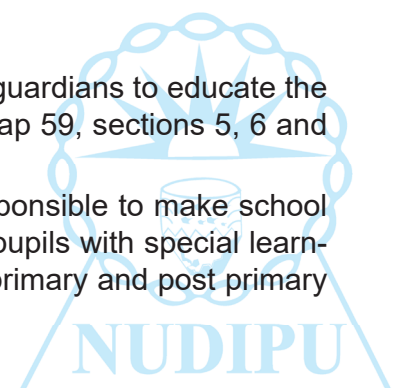 guardians to educate the
ap 59, sections 5, 6 and
ponsible to make school
pupils with special learn-
primary and post primary
NUDIPU